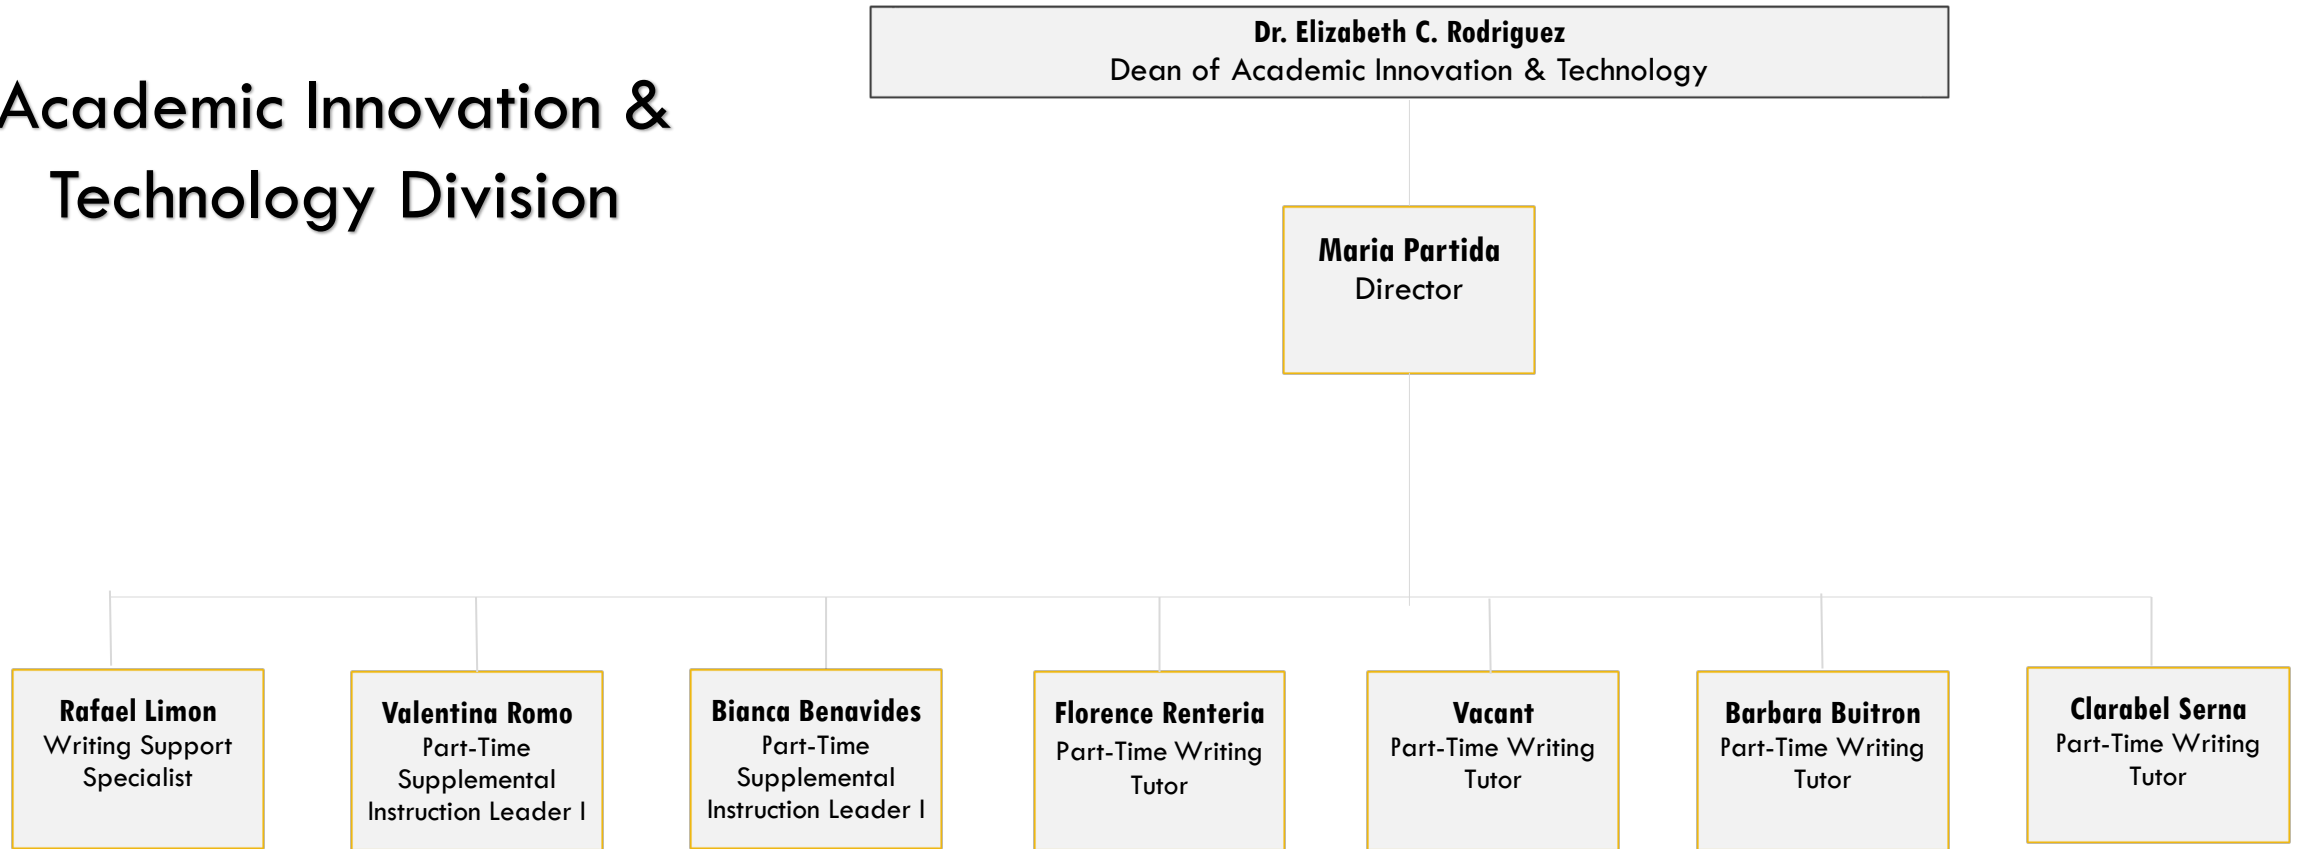 Academic Innovation &
Technology Division
Dr. Elizabeth C. Rodriguez
Dean of Academic Innovation & Technology
Maria Partida
Director
Rafael Limon
Writing Support
Specialist
Valentina Romo
Part-Time
Supplemental
Instruction Leader I
Bianca Benavides
Part-Time
Supplemental
Instruction Leader I
Florence Renteria
Part-Time Writing
Tutor
Vacant
Part-Time Writing
Tutor
Barbara Buitron
Part-Time Writing
Tutor
Clarabel Serna
Part-Time Writing
Tutor